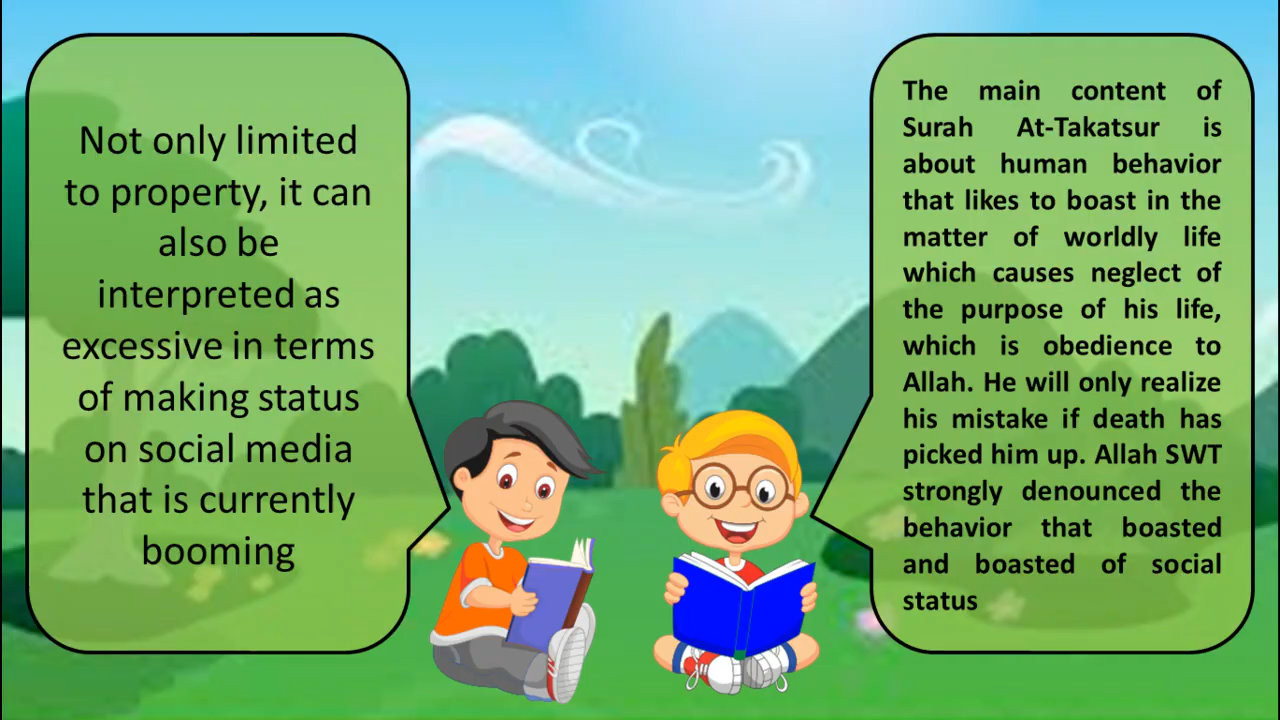 Not only limited
to property, it can
also be
interpreted as
excessive in terms
of making status
on social media
that is currently
booming
The main content of
Surah At-Takatsur is
about human behavior
that likes to boast in the
matter of worldly life
which causes neglect of
the purpose of his life,
which is obedience to
Allah. He will only realize
his mistake if death has
picked him up. Allah SWT
strongly denounced the
behavior that boasted
and boasted of social
status